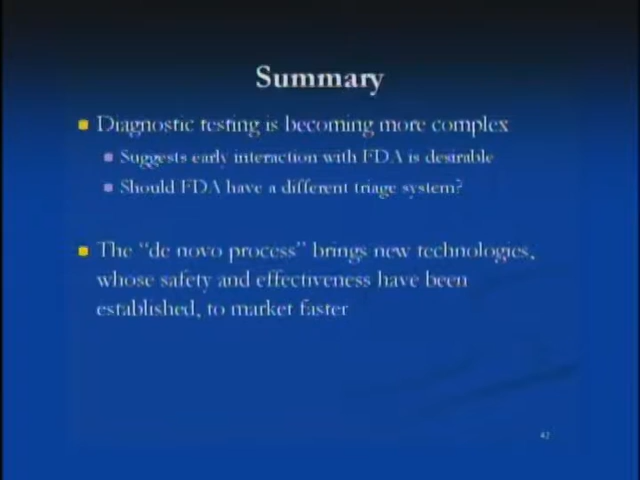 Summary
Diagnostic testing is becoming more complex
Suggests early interaction with FDA is desirable
Should FDA have a different triage system?
The “de novo process” brings new technologies,
whose safety and effectiveness have been
established, to market faster
42